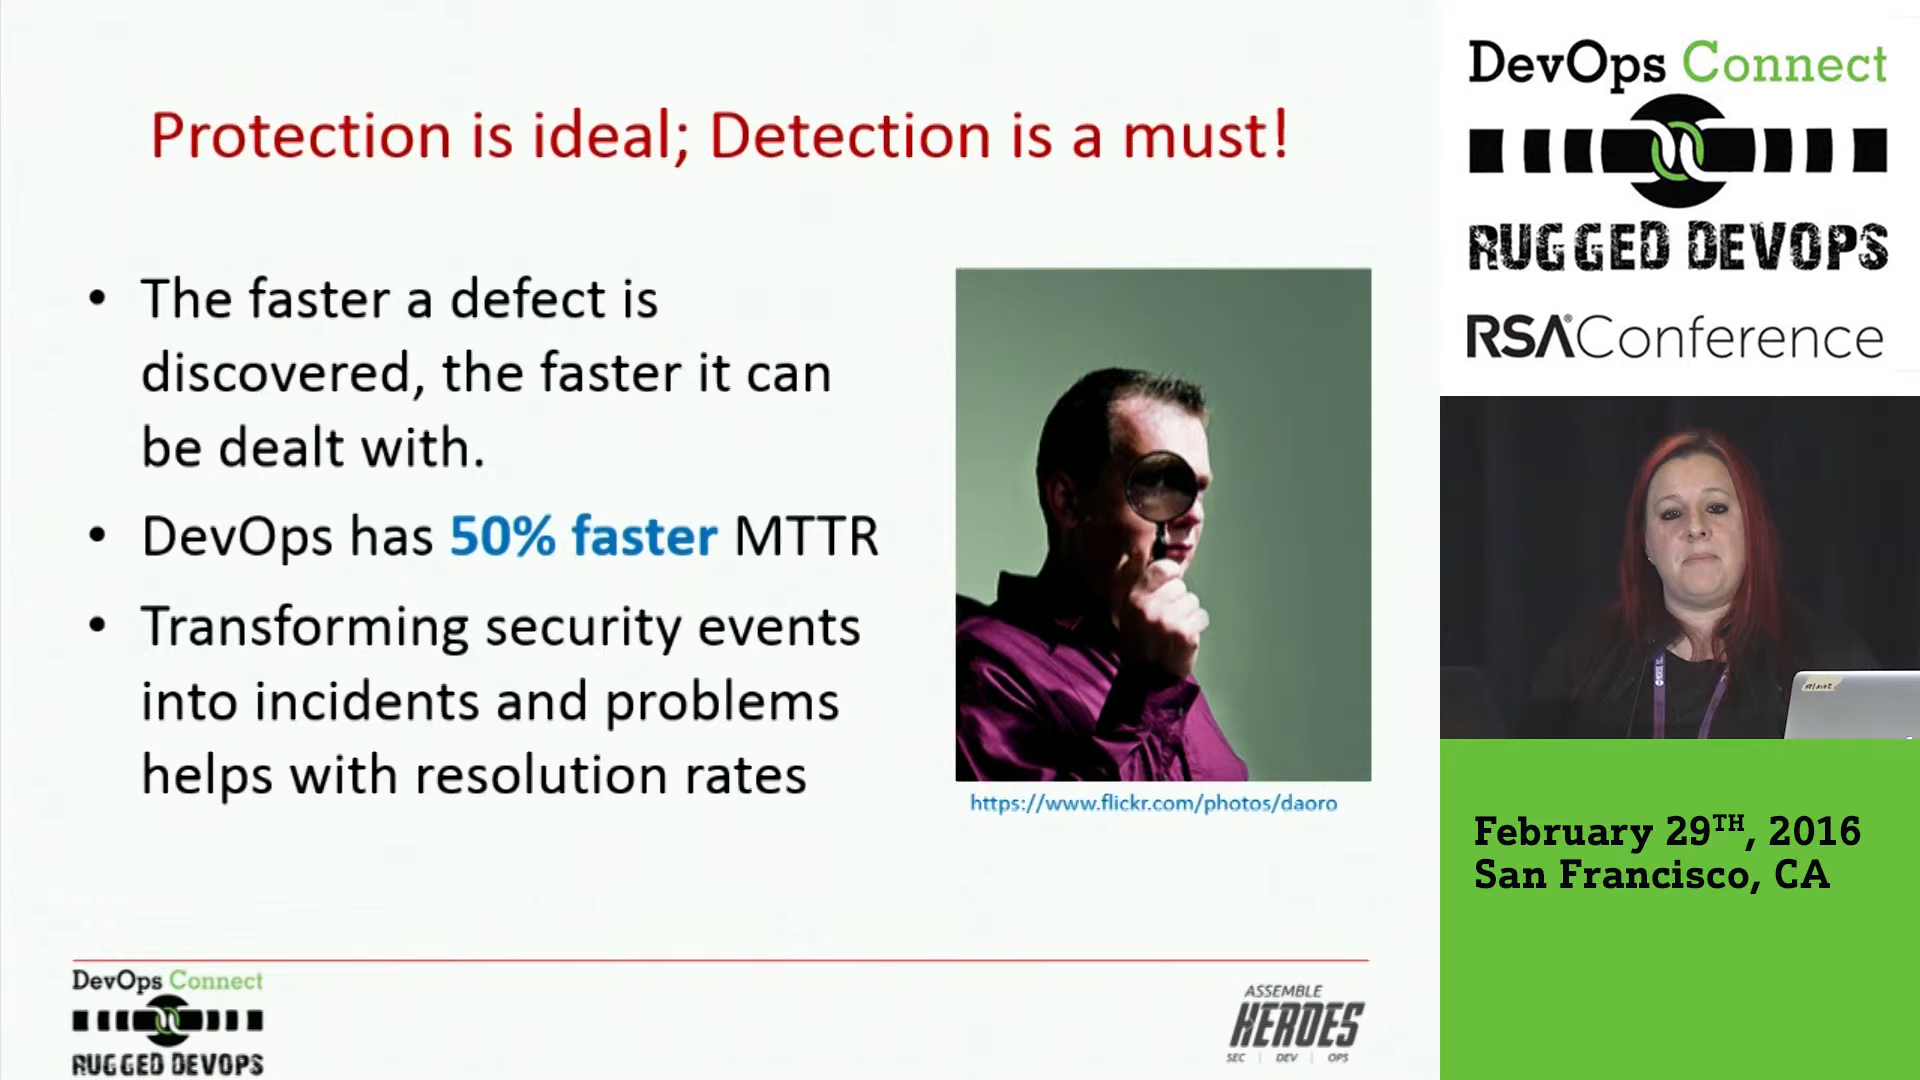 Protection is ideal; Detection is a must!
• The faster a defect is
discovered, the faster it can
be dealt with.
• DevOps has 50% faster MTTR
• Transforming security events
into incidents and problems
helps with resolution rates
https://www.flickr.com/photos/daoro
DevOps Connect
RUGGED DEVOPS
ASSEMBLE
HEROES
SEC | DEV | OPS
DevOps Connect
RUGGED DEVOPS
RSA®Conference
February 29TH, 2016
San Francisco, CA